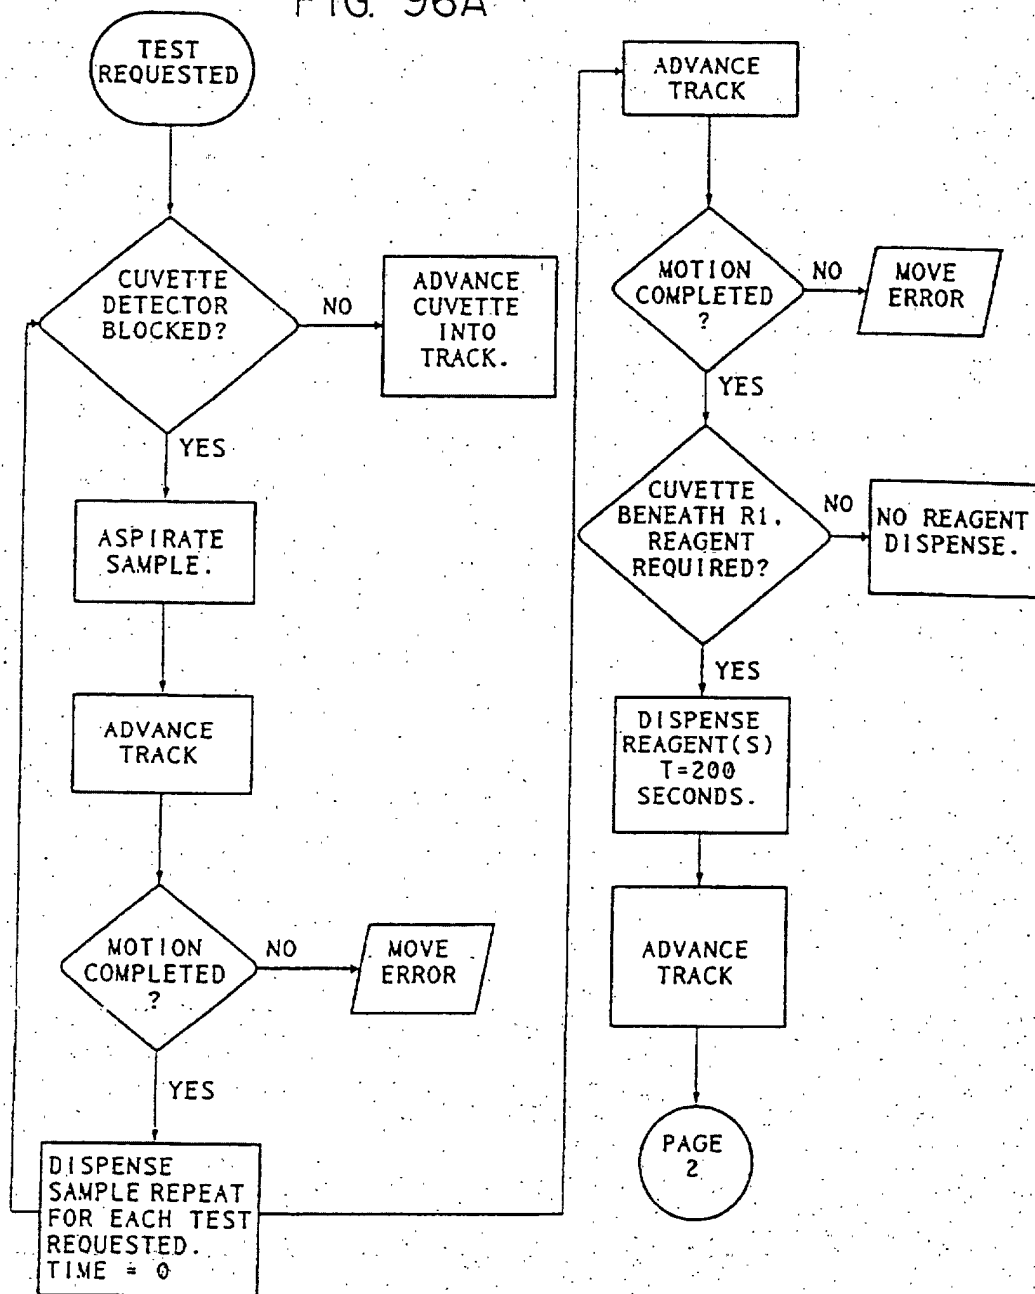 FIG. 96A
TEST
REQUESTED
CUVETTE
DETECTOR
BLOCKED?
NO
ADVANCE
CUVETTE
INTO
TRACK.
YES
ASPIRATE
SAMPLE.
ADVANCE
TRACK
MOTION
COMPLETED
?
NO
MOVE
ERROR
YES
DISPENSE
SAMPLE REPEAT
FOR EACH TEST
REQUESTED.
TIME = 0
ADVANCE
TRACK
MOTION
COMPLETED
?
NO
MOVE
ERROR
YES
CUVETTE
BENEATH R1.
REAGENT
REQUIRED?
NO
NO REAGENT
DISPENSE.
YES
DISPENSE
REAGENT(S)
T=200
SECONDS.
ADVANCE
TRACK
PAGE
2